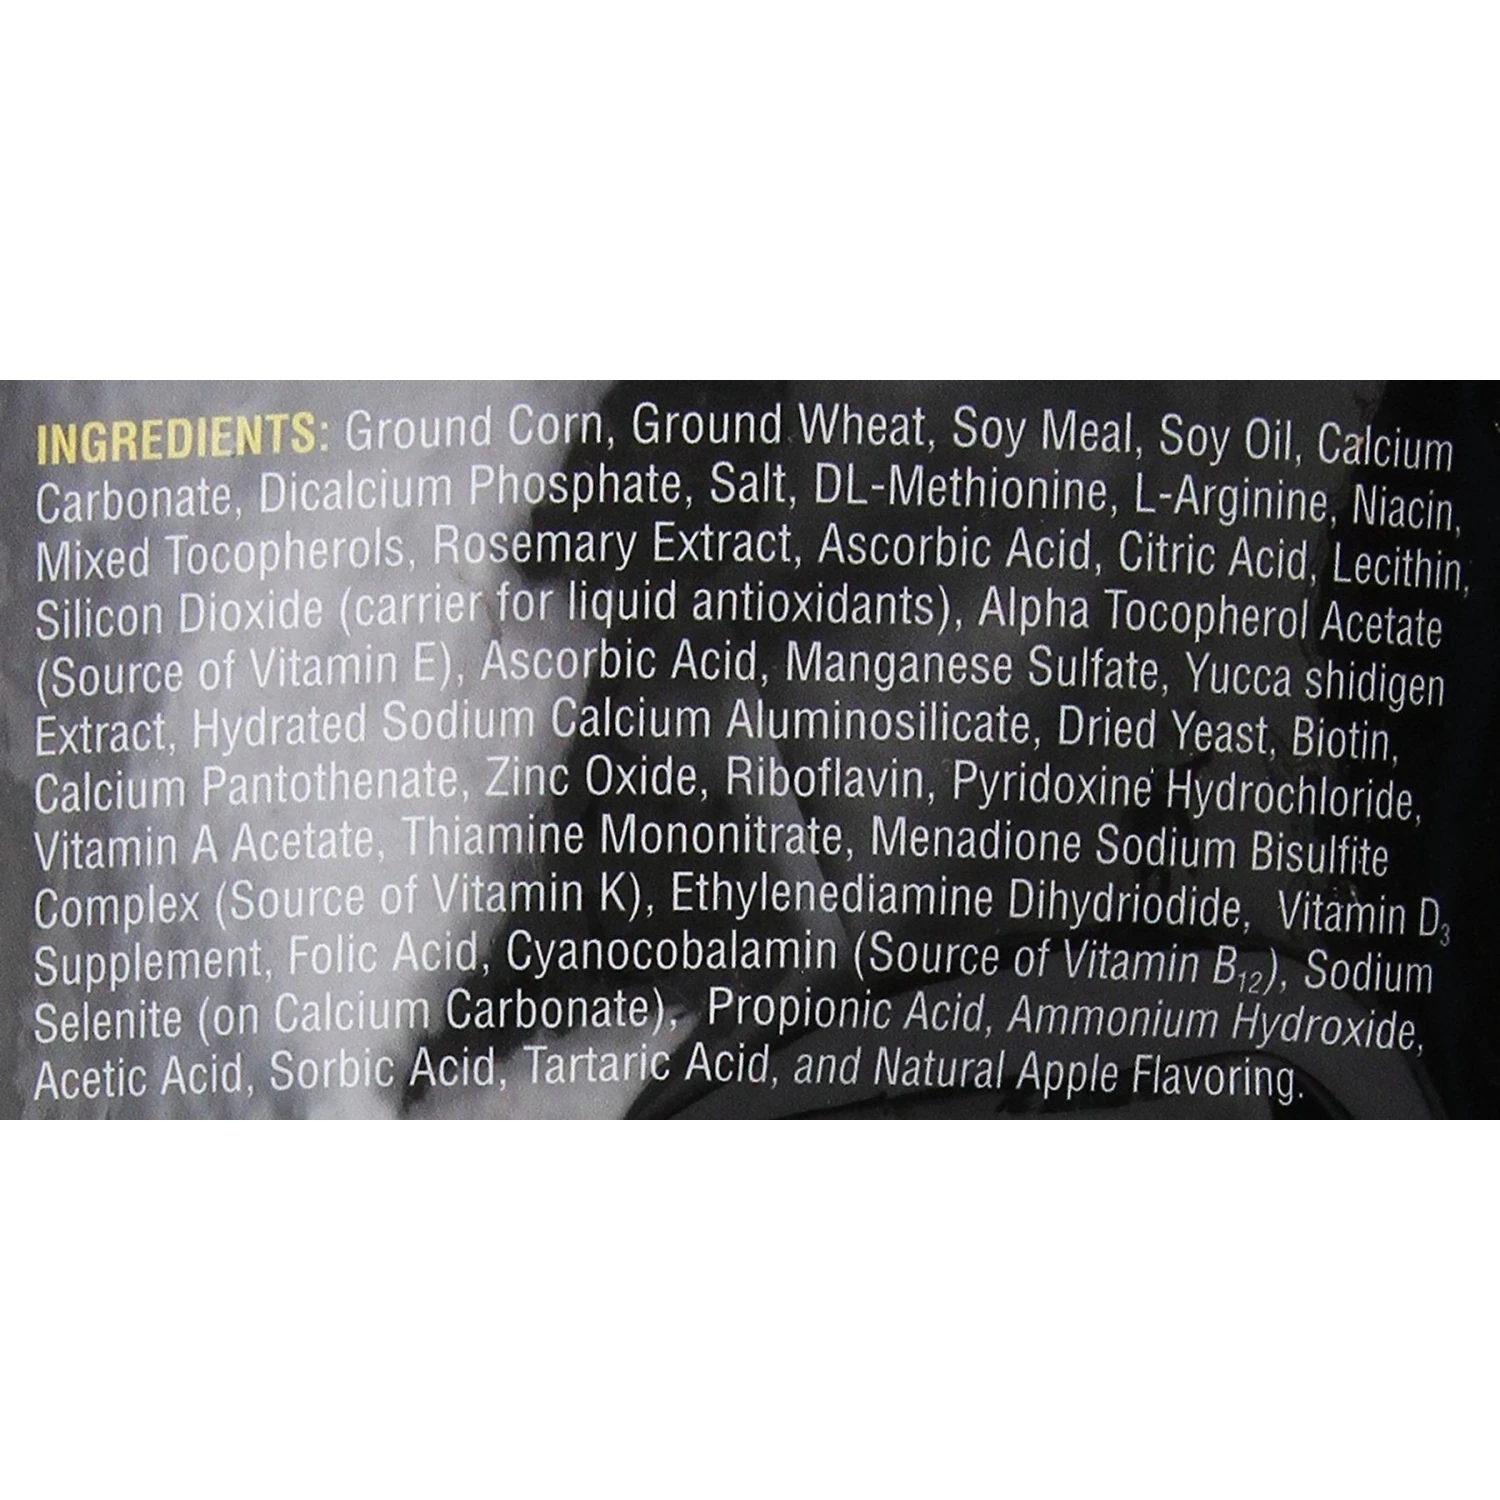 INGREDIENTS: Ground Corn, Ground Wheat, Soy Meal, Soy Oil, Calcium
Carbonate, Dicalcium Phosphate, Salt, DL-Methionine, L-Arginine, Niacin,
Mixed Tocopherols, Rosemary Extract, Ascorbic Acid, Citric Acid, Lecithin,
Silicon Dioxide (carrier for liquid antioxidants), Alpha Tocopherol Acetate
(Source of Vitamin E), Ascorbic Acid, Manganese Sulfate, Yucca shidigen
Extract, Hydrated Sodium Calcium Aluminosilicate, Dried Yeast, Biotin,
Calcium Pantothenate, Zinc Oxide, Riboflavin, Pyridoxine Hydrochloride,
Vitamin A Acetate, Thiamine Mononitrate, Menadione Sodium Bisulfite
Complex (Source of Vitamin K), Ethylenediamine Dihydriodide, Vitamin D₃
Supplement, Folic Acid, Cyanocobalamin (Source of Vitamin B₁₂), Sodium
Selenite (on Calcium Carbonate), Propionic Acid, Ammonium Hydroxide,
Acetic Acid, Sorbic Acid, Tartaric Acid, and Natural Apple Flavoring.